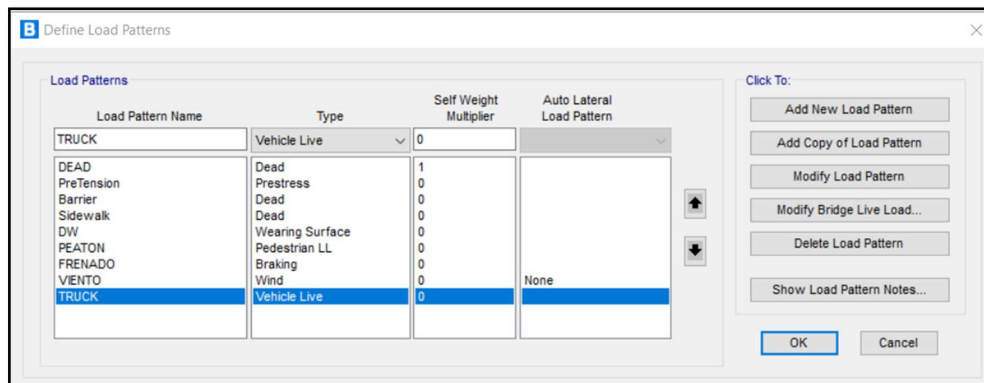 B Define Load Patterns
Load Patterns
Load Pattern Name Type Self Weight Multiplier Auto Lateral Load Pattern
TRUCK Vehicle Live 0
DEAD Dead 1
PreTension Prestress 0
Barrier Dead 0
Sidewalk Dead 0
DW Wearing Surface 0
PEATON Pedestrian LL 0
FRENADO Braking 0
VIENTO Wind 0 None
TRUCK Vehicle Live 0
Click To:
Add New Load Pattern
Add Copy of Load Pattern
Modify Load Pattern
Modify Bridge Live Load...
Delete Load Pattern
Show Load Pattern Notes...
OK Cancel